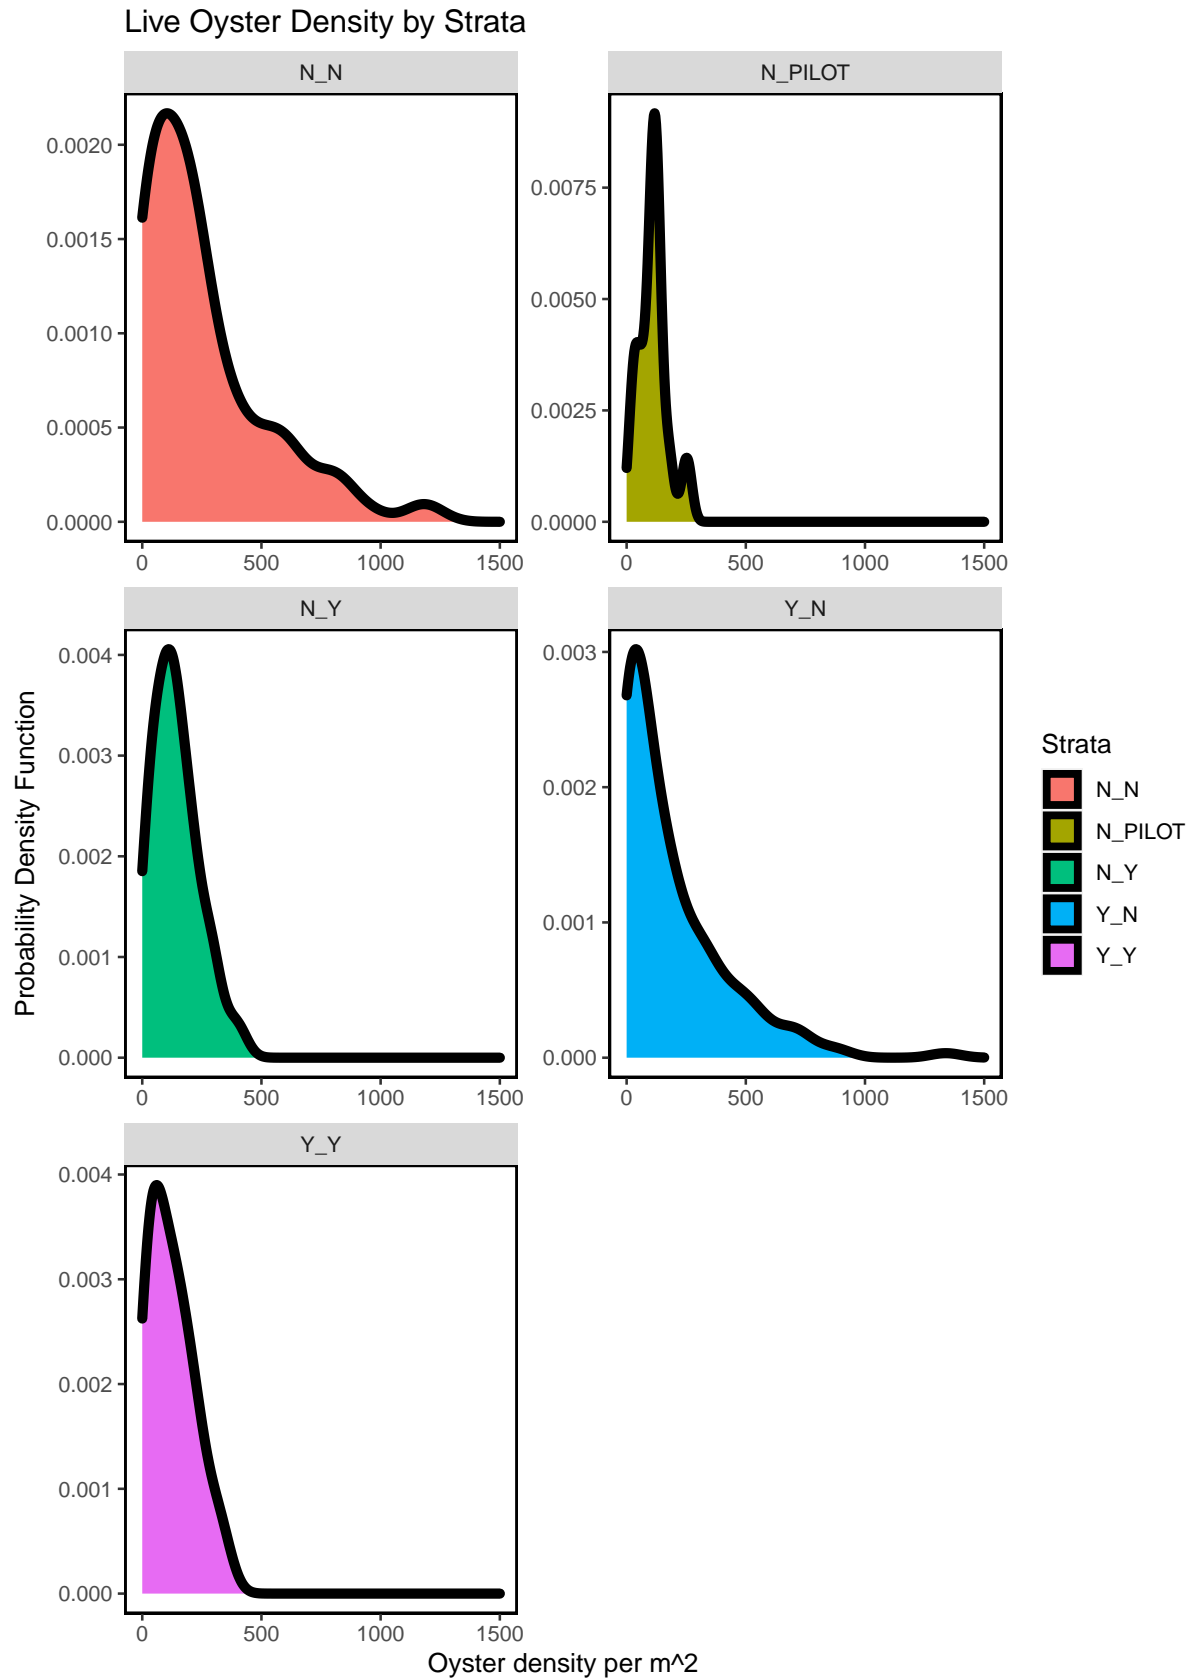 Live Oyster Density by Strata
N_N
N_PILOT
0.0020
0.0015
0.0010
0.0005
0.0000
0 500 1000 1500
0.0075
0.0050
0.0025
0.0000
0 500 1000 1500
N_Y
Y_N
0.004
0.003
0.002
0.001
0.000
0 500 1000 1500
0.003
0.002
0.001
0.000
0 500 1000 1500
Y_Y
0.004
0.003
0.002
0.001
0.000
0 500 1000 1500
Probability Density Function
Oyster density per m^2
Strata
N_N
N_PILOT
N_Y
Y_N
Y_Y